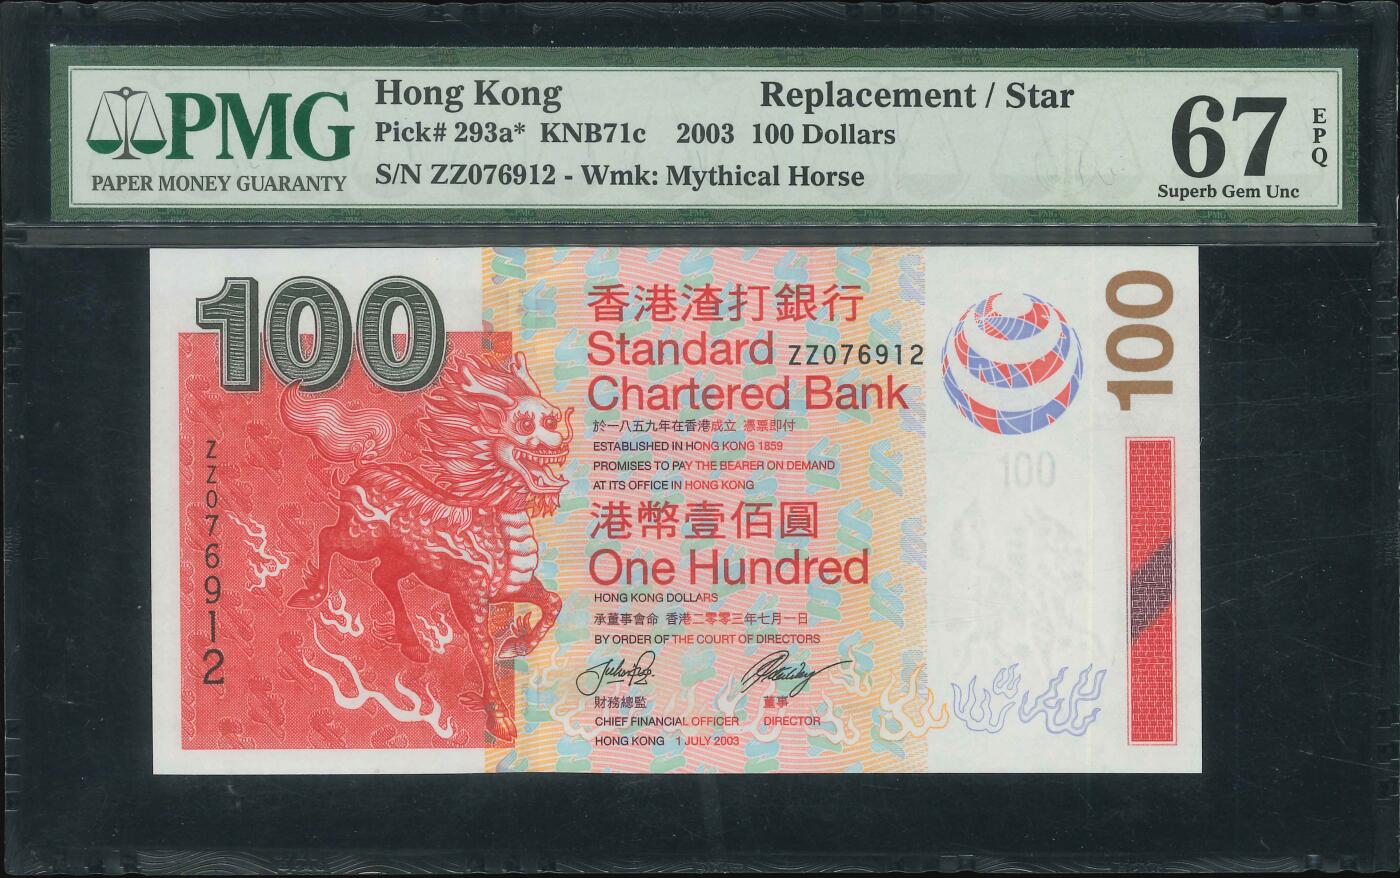 PMG
PAPER MONEY GUARANTY
Hong Kong Replacement / Star
Pick# 293a* KNB71c 2003 100 Dollars
S/N ZZ076912 - Wmk: Mythical Horse
67
EPQ
Superb Gem Unc
100
香港渣打銀行
Standard
ZZ076912
Chartered Bank
於一八五九年在香港成立 憑票即付
ESTABLISHED IN HONG KONG 1859
PROMISES TO PAY THE BEARER ON DEMAND
AT ITS OFFICE IN HONG KONG
港幣壹佰圓
One Hundred
HONG KONG DOLLARS
承董事會命 香港二零零三年七月一日
BY ORDER OF THE COURT OF DIRECTORS
財務總監 董事
CHIEF FINANCIAL OFFICER DIRECTOR
HONG KONG 1 JULY 2003
ZZ076912
100
100